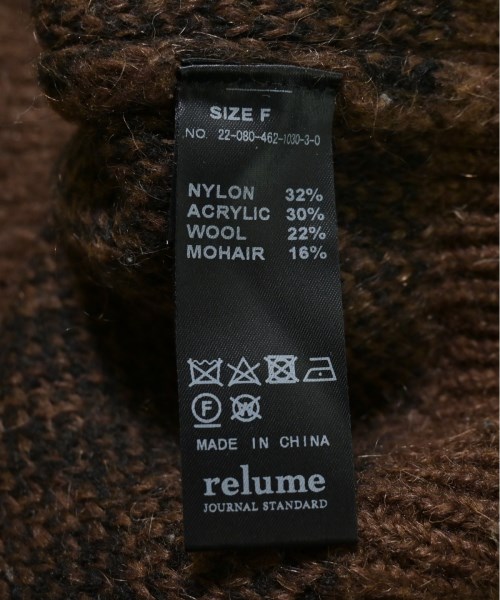 SIZE F
NO. 22-080-462-1030-3-0
NYLON 32%
ACRYLIC 30%
WOOL 22%
MOHAIR 16%
F W
MADE IN CHINA
relume
JOURNAL STANDARD